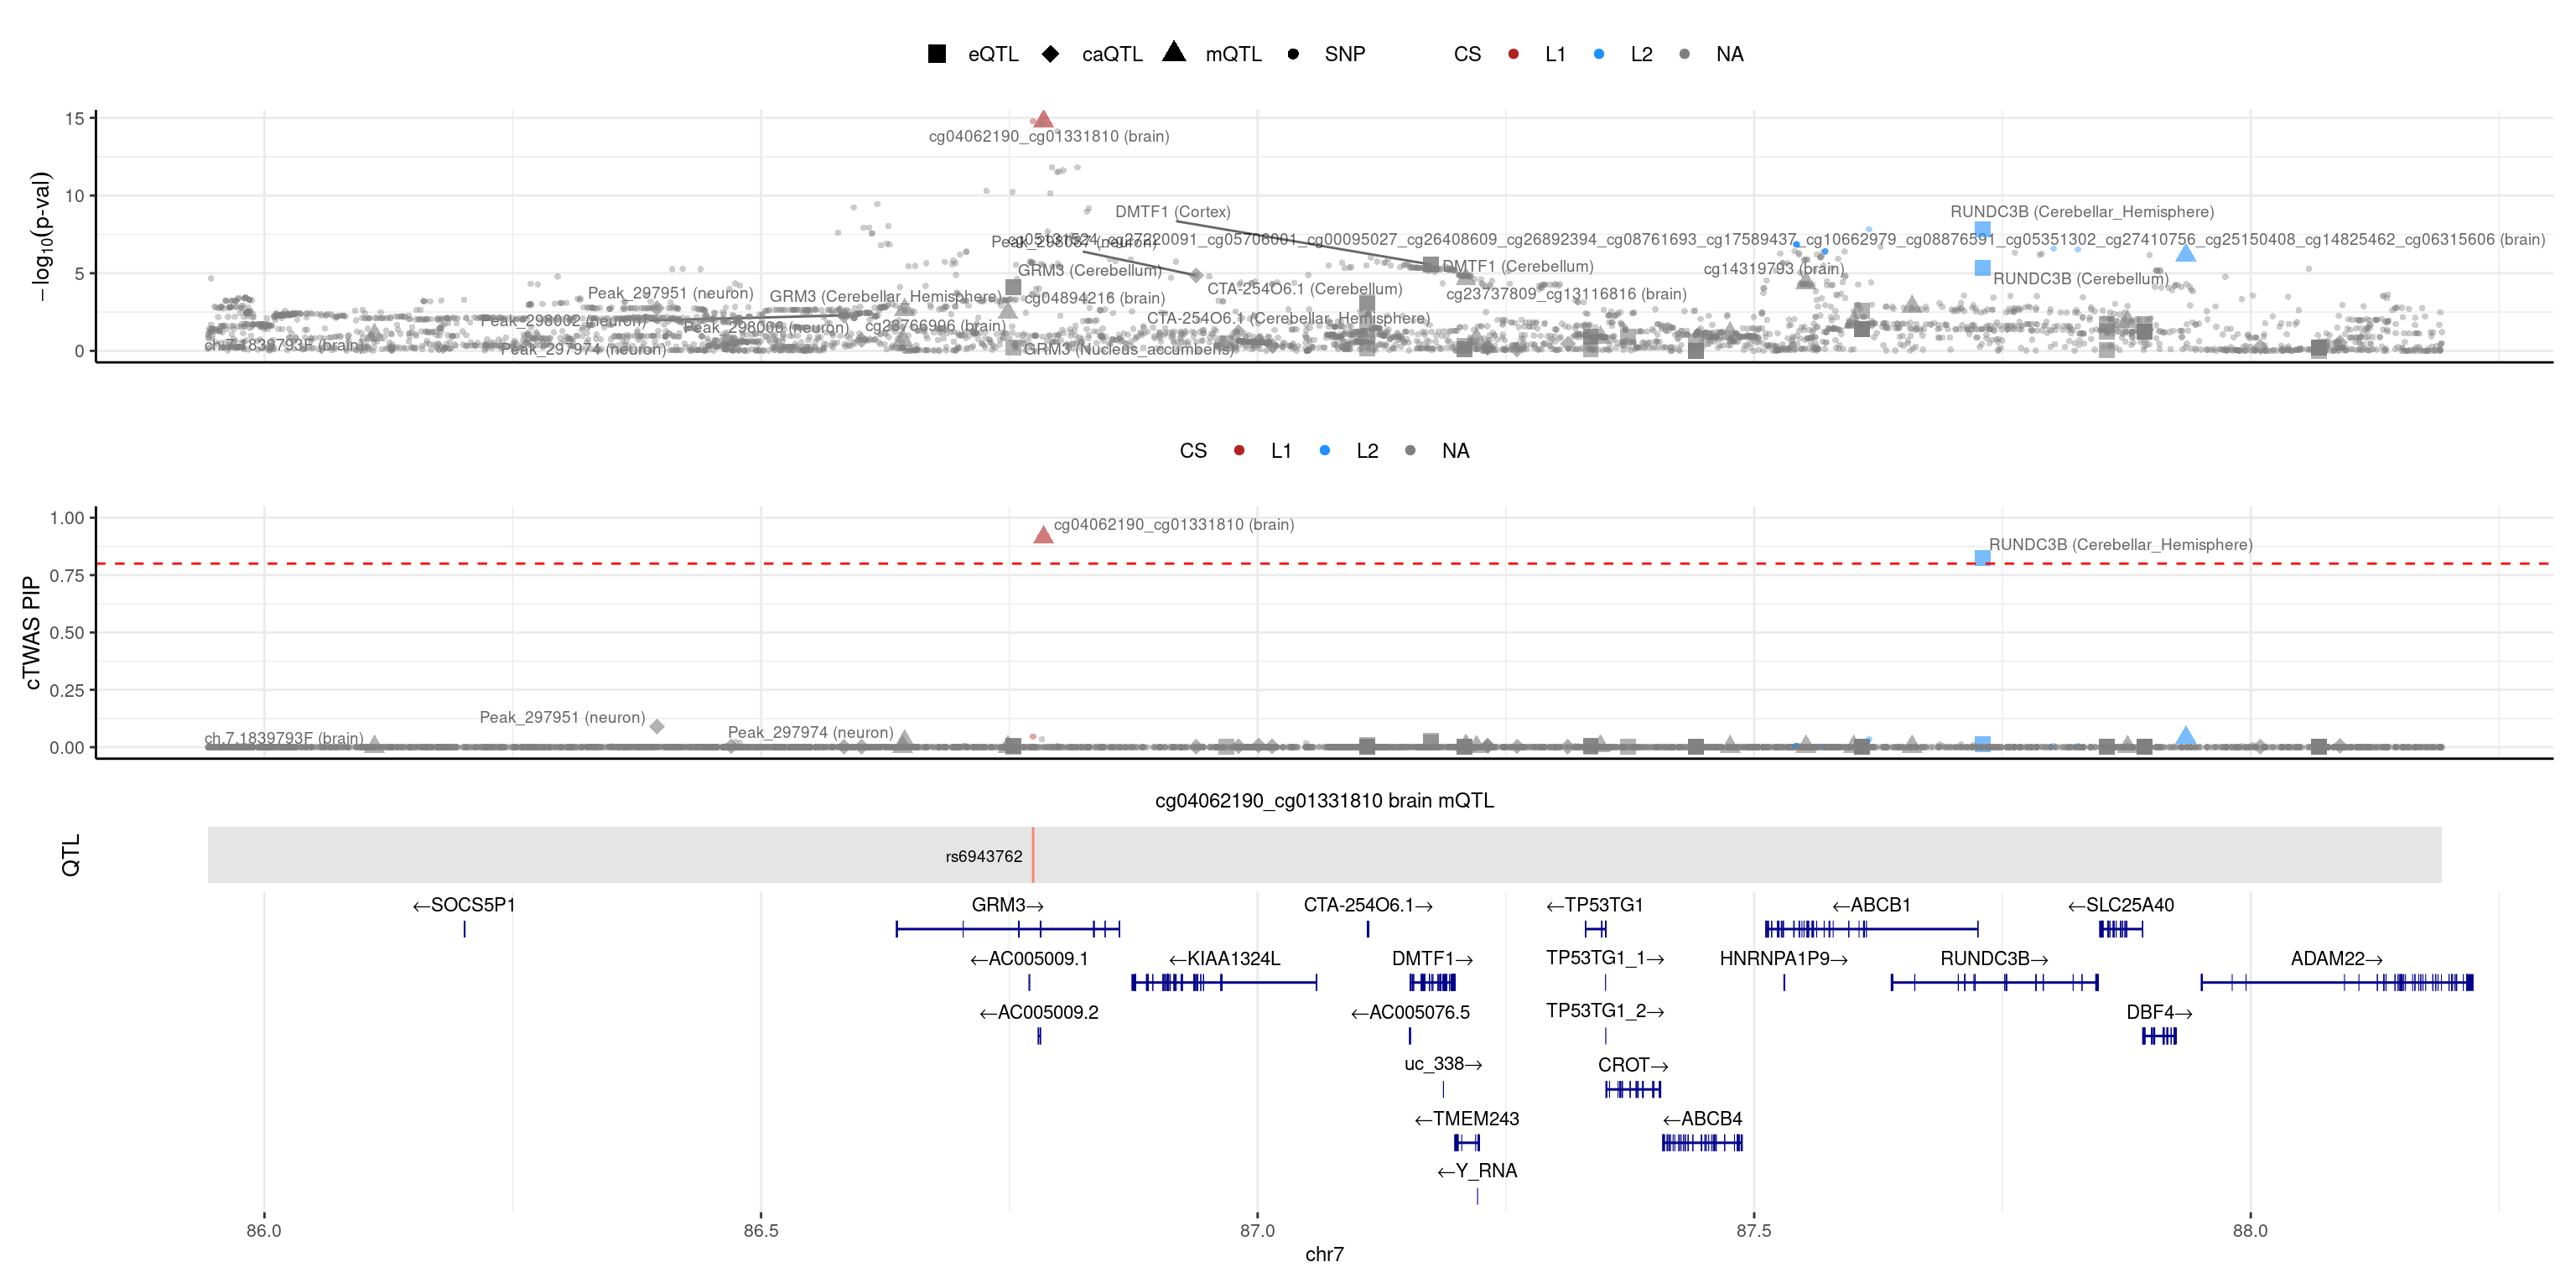 eQTL caQTL mQTL SNP CS L1 L2 NA
−log10(p-val)
15
10
5
0
cg04062190_cg01331810 (brain)
DMTF1 (Cortex)
RUNDC3B (Cerebellar_Hemisphere)
Peak_298087 (neuron)
cg27220091_cg05706001_cg00095027_cg26408609_cg26892394_cg08761693_cg17589437_cg10662979_cg08876591_cg05351302_cg27410756_cg25150408_cg14825462_cg06315606 (brain)
GRM3 (Cerebellum)
DMTF1 (Cerebellum)
cg14319793 (brain)
RUNDC3B (Cerebellum)
CTA-254O6.1 (Cerebellum)
Peak_297951 (neuron)
GRM3 (Cerebellar_Hemisphere)
cg04894216 (brain)
cg23737809_cg13116816 (brain)
Peak_298002 (neuron)
Peak_298006 (neuron)
cg23766996 (brain)
CTA-254O6.1 (Cerebellar_Hemisphere)
ch.7.1839793F (brain)
Peak_297974 (neuron)
GRM3 (Nucleus_accumbens)
CS L1 L2 NA
cTWAS PIP
1.00
0.75
0.50
0.25
0.00
cg04062190_cg01331810 (brain)
RUNDC3B (Cerebellar_Hemisphere)
Peak_297951 (neuron)
Peak_297974 (neuron)
ch.7.1839793F (brain)
cg04062190_cg01331810 brain mQTL
QTL
rs6943762
←SOCS5P1 GRM3→ CTA-254O6.1→ ←TP53TG1 ←ABCB1 ←SLC25A40
←AC005009.1 ←KIAA1324L DMTF1→ TP53TG1_1→ HNRNPA1P9→ RUNDC3B→ ADAM22→
←AC005009.2 ←AC005076.5 TP53TG1_2→ DBF4→
uc_338→ CROT→
←TMEM243 ←ABCB4
←Y_RNA
86.0 86.5 87.0 87.5 88.0
chr7